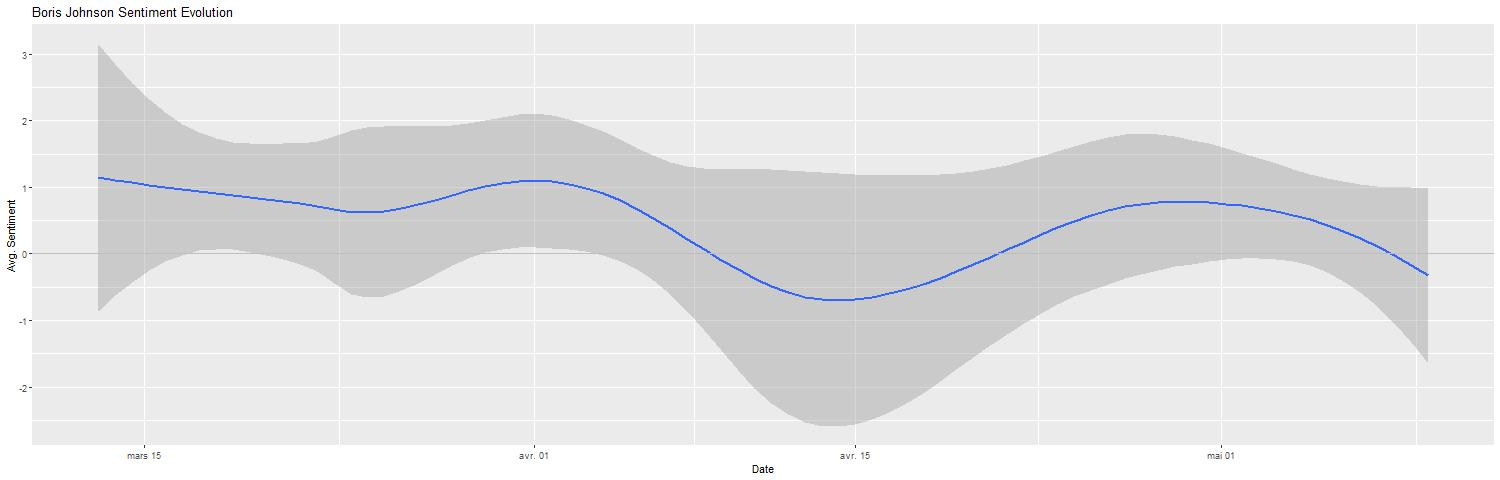 Boris Johnson Sentiment Evolution
3
2
1
0
-1
-2
Avg. Sentiment
mars 15
avr. 01
avr. 15
mai 01
Date